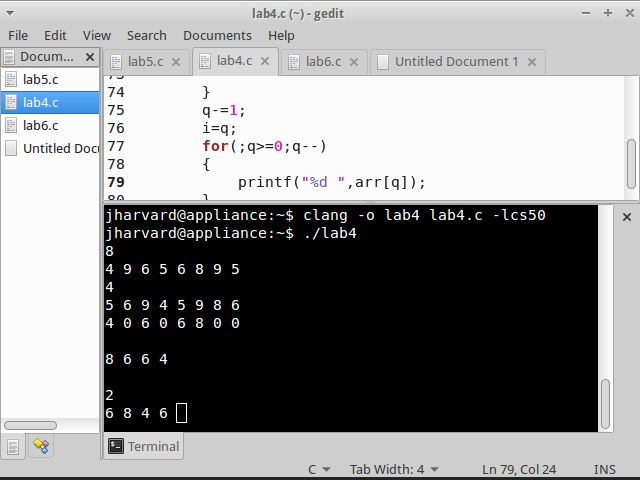 lab4.c (~) - gedit
File Edit View Search Documents Help
Docum... lab5.c lab4.c lab6.c Untitled Document 1
lab5.c
lab4.c
lab6.c
Untitled Docu
73
74 }
75 q-=1;
76 i=q;
77 for(;q>=0;q--)
78 {
79 printf("%d ",arr[q]);
80 }
jharvard@appliance:~$ clang -o lab4 lab4.c -lcs50
jharvard@appliance:~$ ./lab4
8
4 9 6 5 6 8 9 5
4
5 6 9 4 5 9 8 6
4 0 6 0 6 8 0 0
8 6 6 4
2
6 8 4 6
Terminal
C Tab Width: 4 Ln 79, Col 24 INS